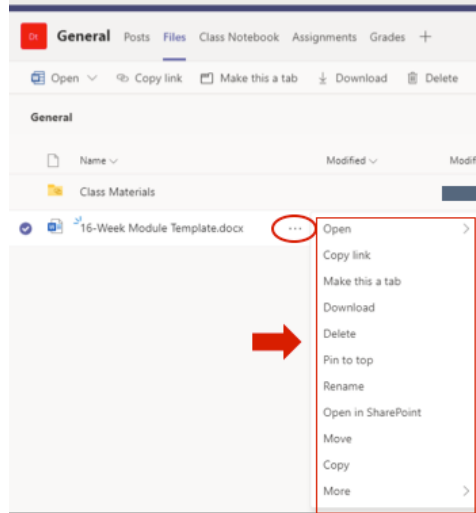 Dt General Posts Files Class Notebook Assignments Grades
Open Copy link Make this a tab Download Delete
General
Name Modified Modif
Class Materials
16-Week Module Template.docx ...
Open
Copy link
Make this a tab
Download
Delete
Pin to top
Rename
Open in SharePoint
Move
Copy
More